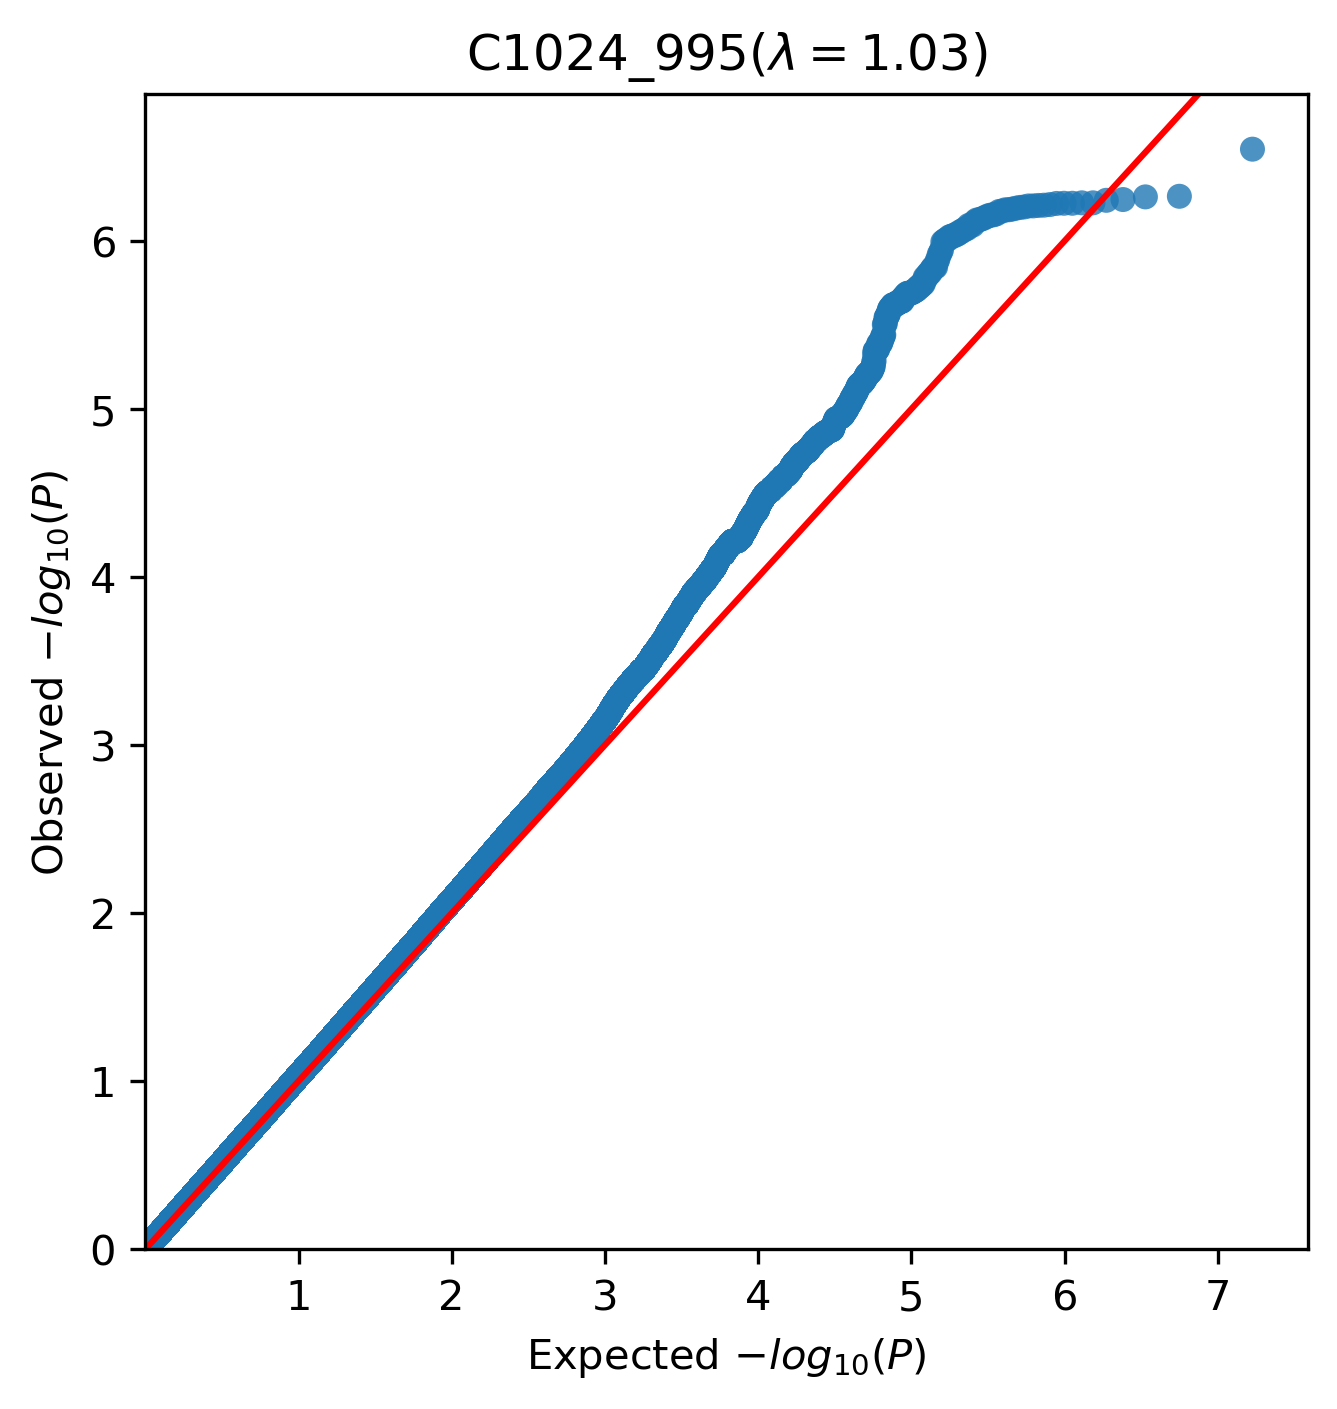 C1024_995(λ = 1.03)
Observed −log₁₀(P)
6
5
4
3
2
1
0
1 2 3 4 5 6 7
Expected −log₁₀(P)